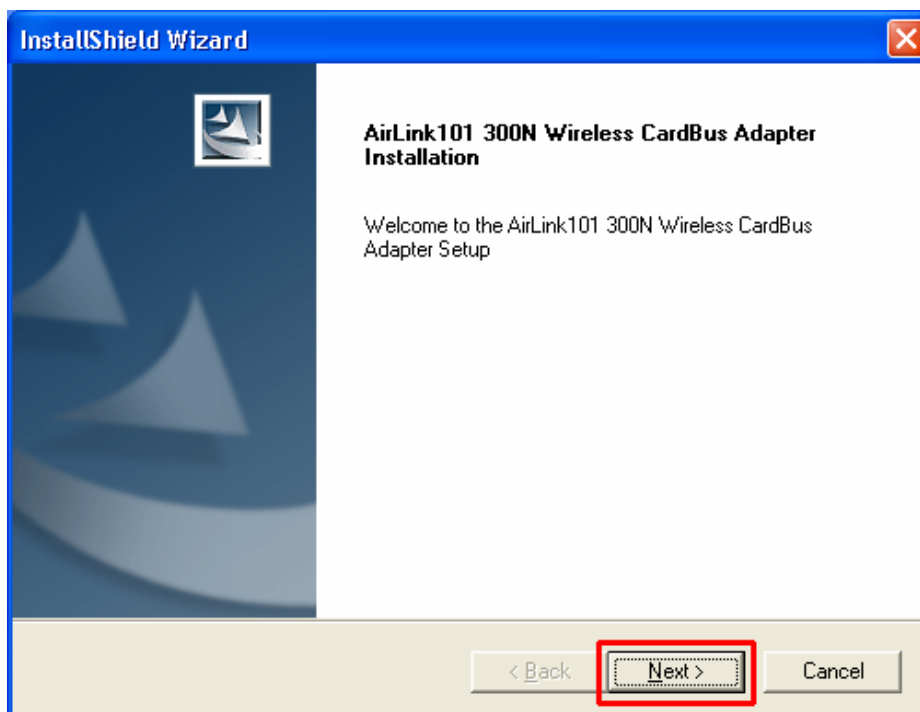 InstallShield Wizard
AirLink101 300N Wireless CardBus Adapter
Installation
Welcome to the AirLink101 300N Wireless CardBus
Adapter Setup
< Back
Next >
Cancel